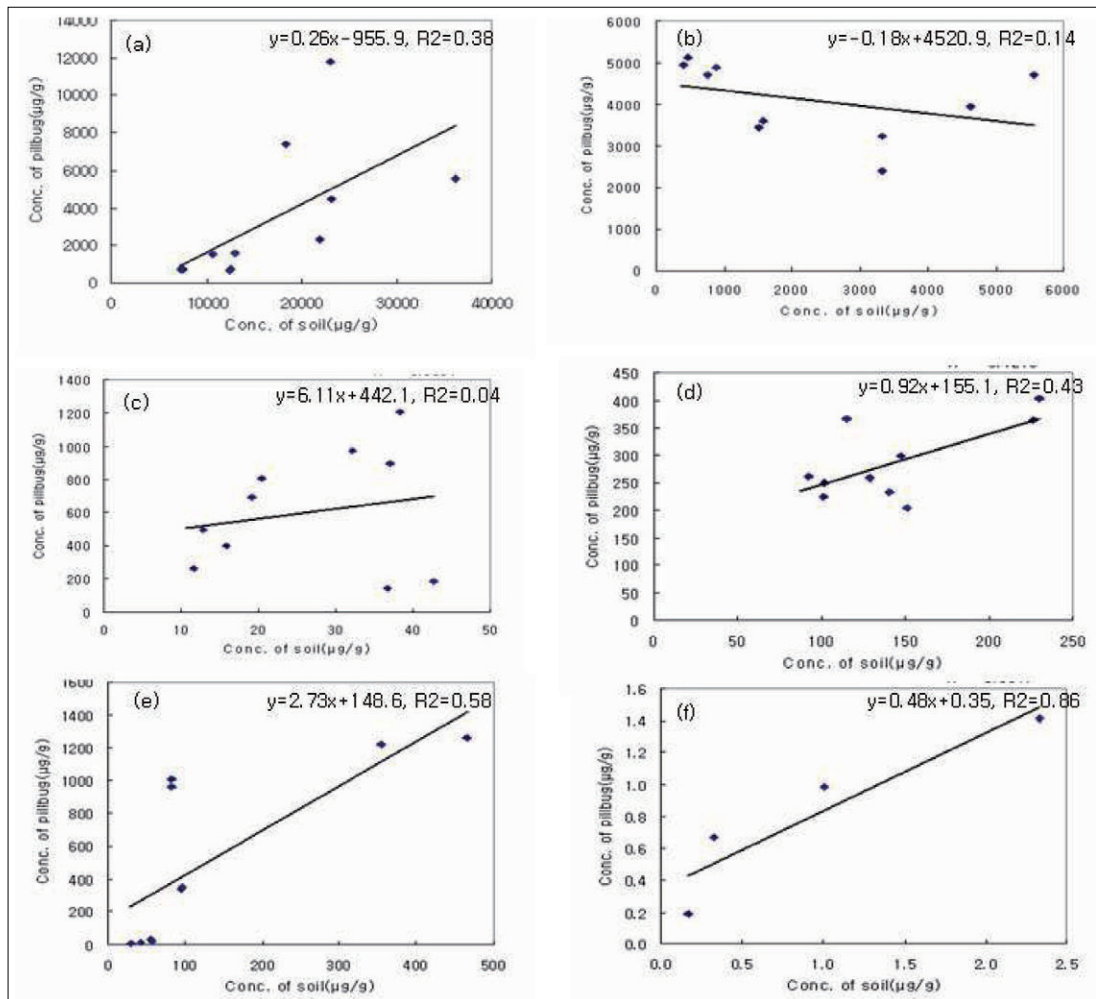 (a)
y=0.26x-955.9, R2=0.38
14000
12000
10000
8000
6000
4000
2000
0
0 10000 20000 30000 40000
Conc. of pillbug(µg/g)
Conc. of soil(µg/g)
(b)
y=-0.18x+4520.9, R2=0.14
6000
5000
4000
3000
2000
1000
0
0 1000 2000 3000 4000 5000 6000
Conc. of pillbug(µg/g)
Conc. of soil(µg/g)
(c)
y=6.11x+442.1, R2=0.04
1400
1200
1000
800
600
400
200
0
0 10 20 30 40 50
Conc. of pillbug(µg/g)
Conc. of soil(µg/g)
(d)
y=0.92x+155.1, R2=0.43
450
400
350
300
250
200
150
100
50
0
0 50 100 150 200 250
Conc. of pillbug(µg/g)
Conc. of soil(µg/g)
(e)
y=2.73x+148.6, R2=0.58
1600
1400
1200
1000
800
600
400
200
0
0 100 200 300 400 500
Conc. of pillbug(µg/g)
Conc. of soil(µg/g)
(f)
y=0.48x+0.35, R2=0.86
1.6
1.4
1.2
1.0
0.8
0.6
0.4
0.2
0.0
0.0 0.5 1.0 1.5 2.0 2.5
Conc. of pillbug(µg/g)
Conc. of soil(µg/g)